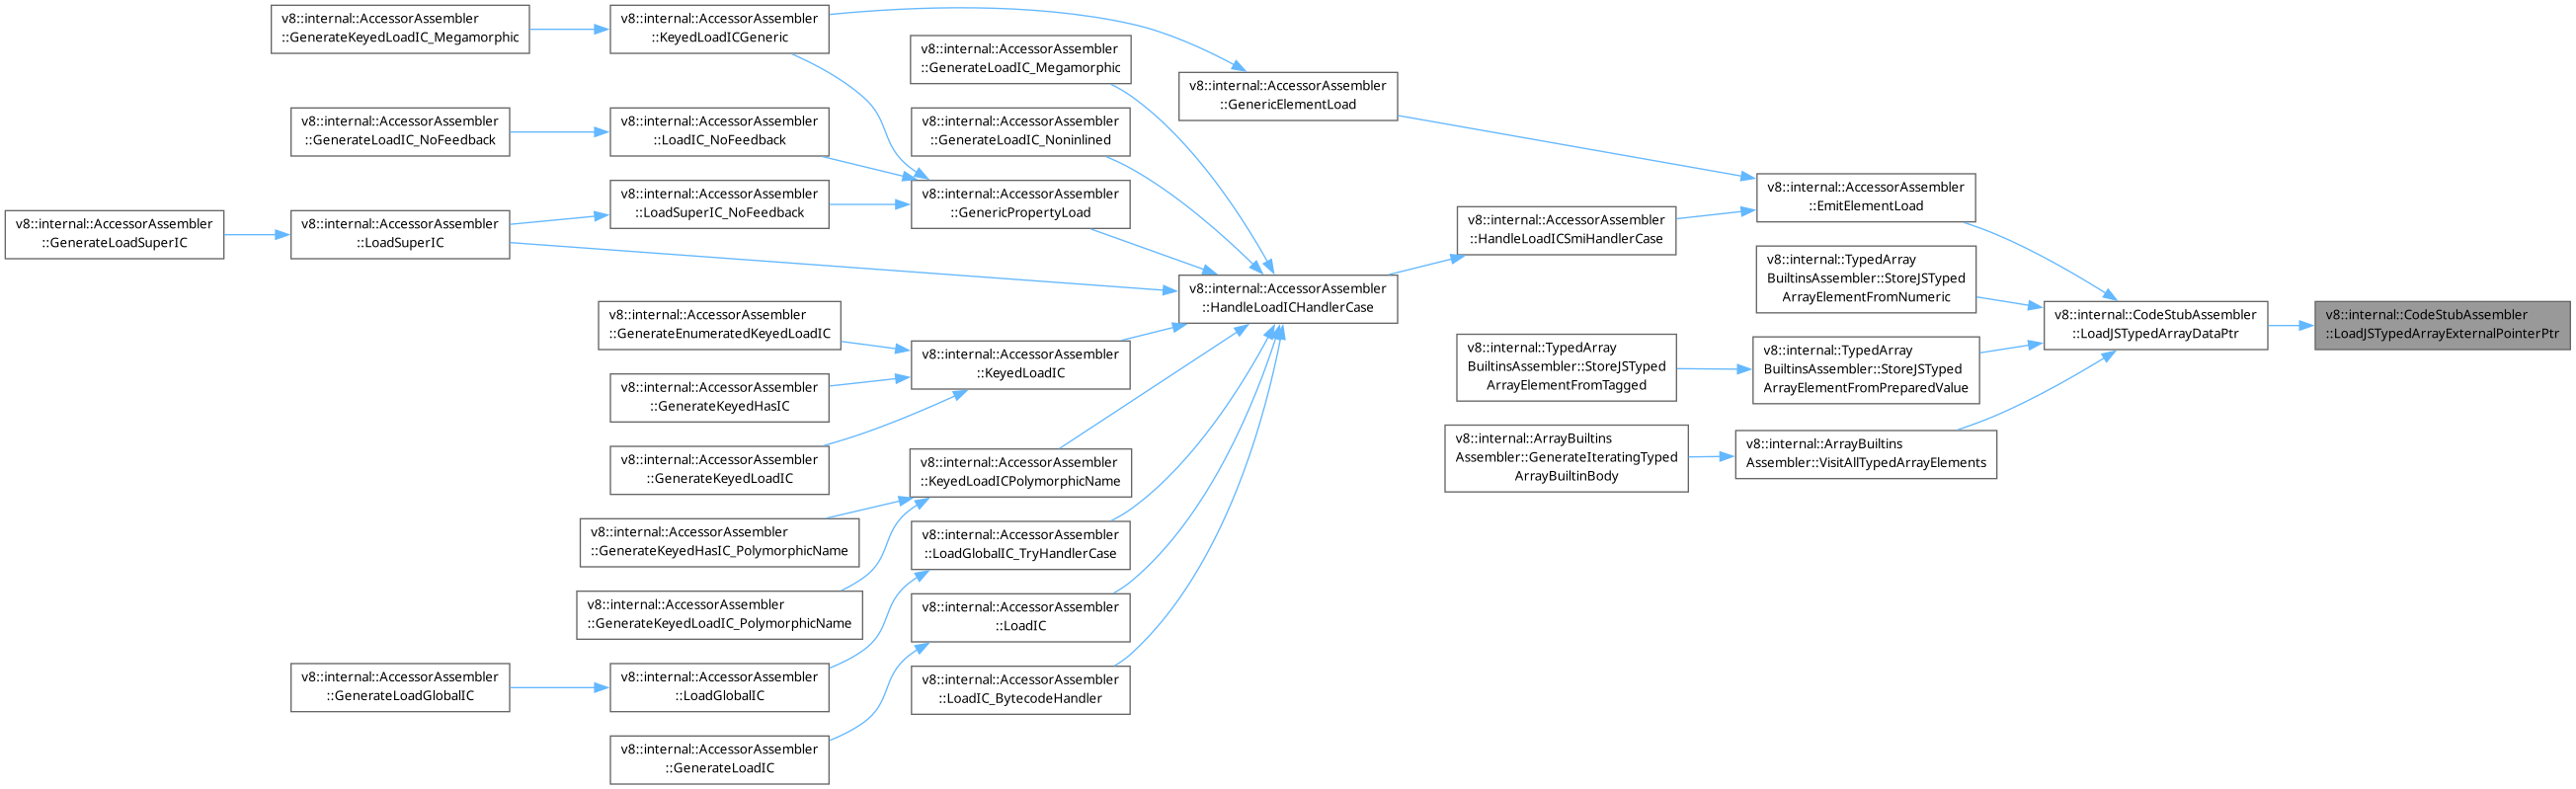 v8::internal::AccessorAssembler
::GenerateKeyedLoadIC_Megamorphic
v8::internal::AccessorAssembler
::KeyedLoadICGeneric
v8::internal::AccessorAssembler
::GenerateLoadIC_Megamorphic
v8::internal::AccessorAssembler
::GenericElementLoad
v8::internal::AccessorAssembler
::GenerateLoadIC_NoFeedback
v8::internal::AccessorAssembler
::LoadIC_NoFeedback
v8::internal::AccessorAssembler
::GenerateLoadIC_Noninlined
v8::internal::AccessorAssembler
::EmitElementLoad
v8::internal::AccessorAssembler
::LoadSuperIC_NoFeedback
v8::internal::AccessorAssembler
::GenericPropertyLoad
v8::internal::AccessorAssembler
::GenerateLoadSuperIC
v8::internal::AccessorAssembler
::LoadSuperIC
v8::internal::AccessorAssembler
::HandleLoadICSmiHandlerCase
v8::internal::TypedArray
BuiltinsAssembler::StoreJSTyped
ArrayElementFromNumeric
v8::internal::AccessorAssembler
::HandleLoadICHandlerCase
v8::internal::CodeStubAssembler
::LoadJSTypedArrayDataPtr
v8::internal::CodeStubAssembler
::LoadJSTypedArrayExternalPointerPtr
v8::internal::AccessorAssembler
::GenerateEnumeratedKeyedLoadIC
v8::internal::AccessorAssembler
::KeyedLoadIC
v8::internal::TypedArray
BuiltinsAssembler::StoreJSTyped
ArrayElementFromTagged
v8::internal::TypedArray
BuiltinsAssembler::StoreJSTyped
ArrayElementFromPreparedValue
v8::internal::AccessorAssembler
::GenerateKeyedHasIC
v8::internal::ArrayBuiltins
Assembler::GenerateIteratingTyped
ArrayBuiltinBody
v8::internal::ArrayBuiltins
Assembler::VisitAllTypedArrayElements
v8::internal::AccessorAssembler
::GenerateKeyedLoadIC
v8::internal::AccessorAssembler
::KeyedLoadICPolymorphicName
v8::internal::AccessorAssembler
::GenerateKeyedHasIC_PolymorphicName
v8::internal::AccessorAssembler
::LoadGlobalIC_TryHandlerCase
v8::internal::AccessorAssembler
::GenerateKeyedLoadIC_PolymorphicName
v8::internal::AccessorAssembler
::LoadIC
v8::internal::AccessorAssembler
::GenerateLoadGlobalIC
v8::internal::AccessorAssembler
::LoadGlobalIC
v8::internal::AccessorAssembler
::LoadIC_BytecodeHandler
v8::internal::AccessorAssembler
::GenerateLoadIC